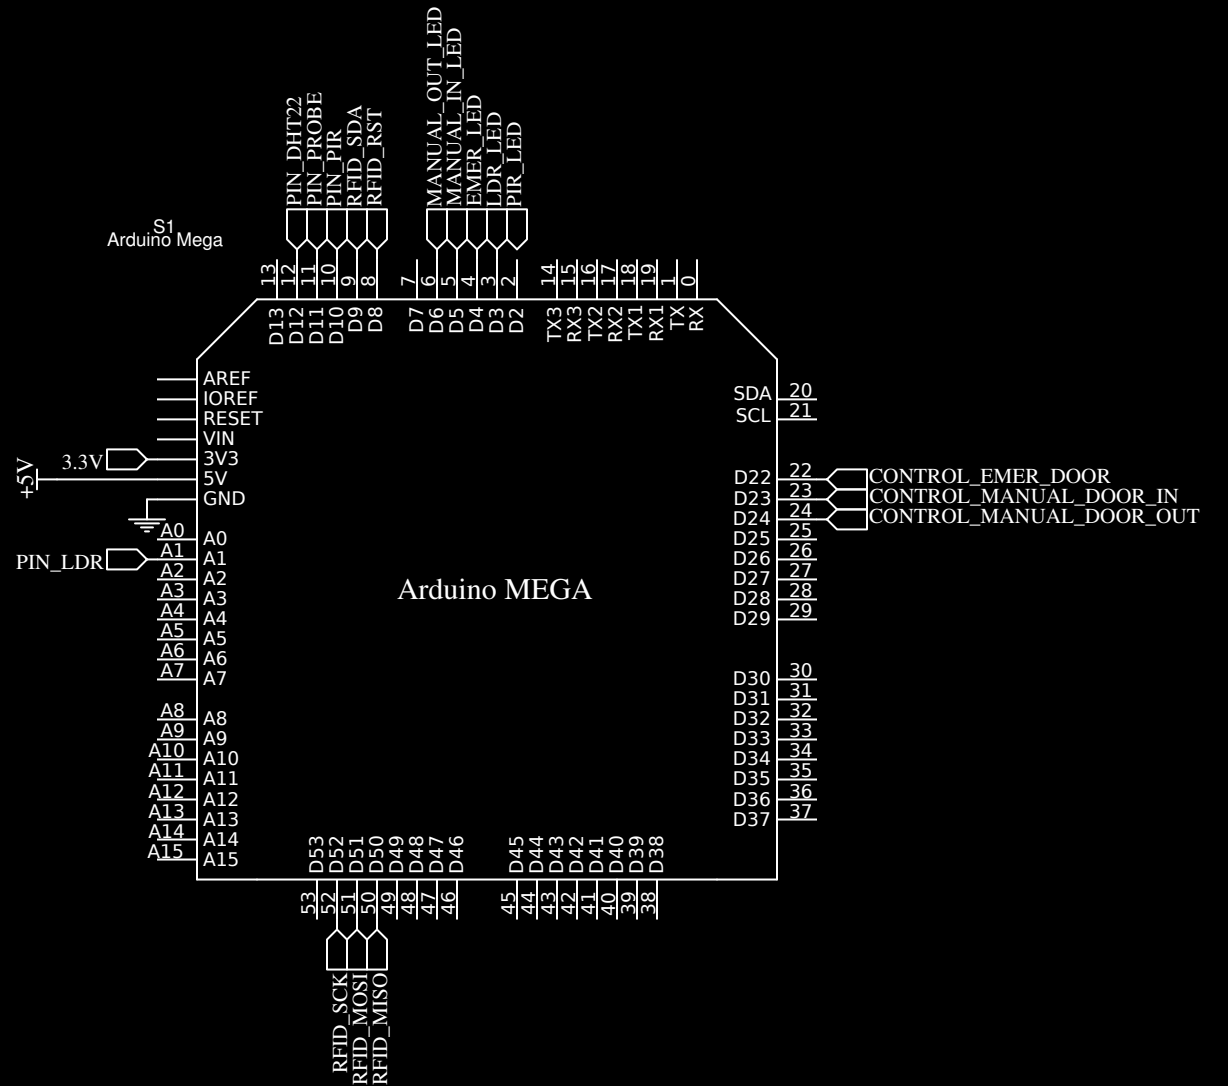 MANUAL_OUT_LED
MANUAL_IN_LED
EMER_LED
LDR_LED
PIR_LED
PIN_DHT22
PIN_PROBE
PIN_PIR
RFID_SDA
RFID_RST
S1
Arduino Mega
13
12
11
10
9
8
7
6
5
4
3
2
14
15
16
17
18
19
1
0
D13
D12
D11
D10
D9
D8
D7
D6
D5
D4
D3
D2
TX3
RX3
TX2
RX2
TX1
RX1
TX
RX
AREF
IOREF
RESET
VIN
3.3V
3V3
+5V
5V
GND
A0 A0
PIN_LDR
A1 A1
A2 A2
A3 A3
A4 A4
A5 A5
A6 A6
A7 A7
A8 A8
A9 A9
A10 A10
A11 A11
A12 A12
A13 A13
A14 A14
A15 A15
Arduino MEGA
SDA 20
SCL 21
D22 22 CONTROL_EMER_DOOR
D23 23 CONTROL_MANUAL_DOOR_IN
D24 24 CONTROL_MANUAL_DOOR_OUT
D25 25
D26 26
D27 27
D28 28
D29 29
D30 30
D31 31
D32 32
D33 33
D34 34
D35 35
D36 36
D37 37
D53
D52
D51
D50
D49
D48
D47
D46
D45
D44
D43
D42
D41
D40
D39
D38
53
52
51
50
49
48
47
46
45
44
43
42
41
40
39
38
RFID_SCK
RFID_MOSI
RFID_MISO